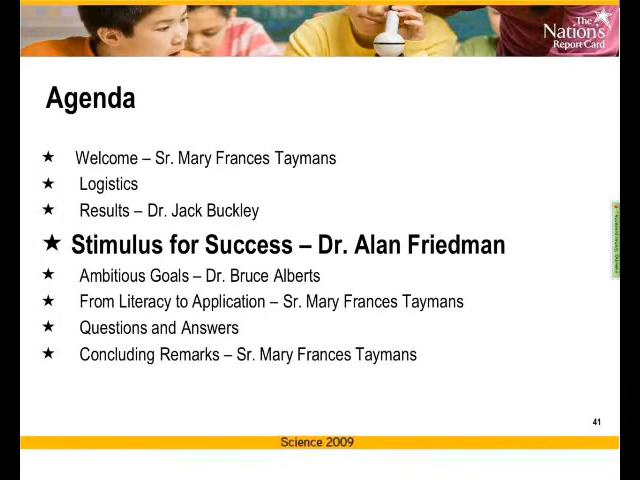 The
Nation's
Report Card
Agenda
★ Welcome – Sr. Mary Frances Taymans
★ Logistics
★ Results – Dr. Jack Buckley
★ Stimulus for Success – Dr. Alan Friedman
★ Ambitious Goals – Dr. Bruce Alberts
★ From Literacy to Application – Sr. Mary Frances Taymans
★ Questions and Answers
★ Concluding Remarks – Sr. Mary Frances Taymans
41
Science 2009